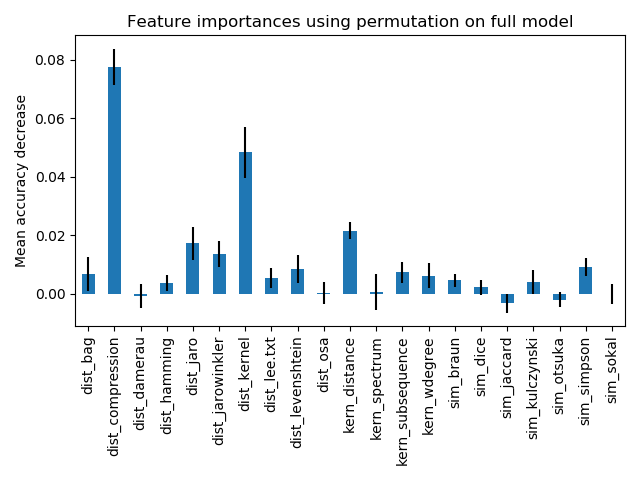 Feature importances using permutation on full model
Mean accuracy decrease
0.08
0.06
0.04
0.02
0.00
dist_bag
dist_compression
dist_damerau
dist_hamming
dist_jaro
dist_jarowinkler
dist_kernel
dist_lee.txt
dist_levenshtein
dist_osa
kern_distance
kern_spectrum
kern_subsequence
kern_wdegree
sim_braun
sim_dice
sim_jaccard
sim_kulczynski
sim_otsuka
sim_simpson
sim_sokal